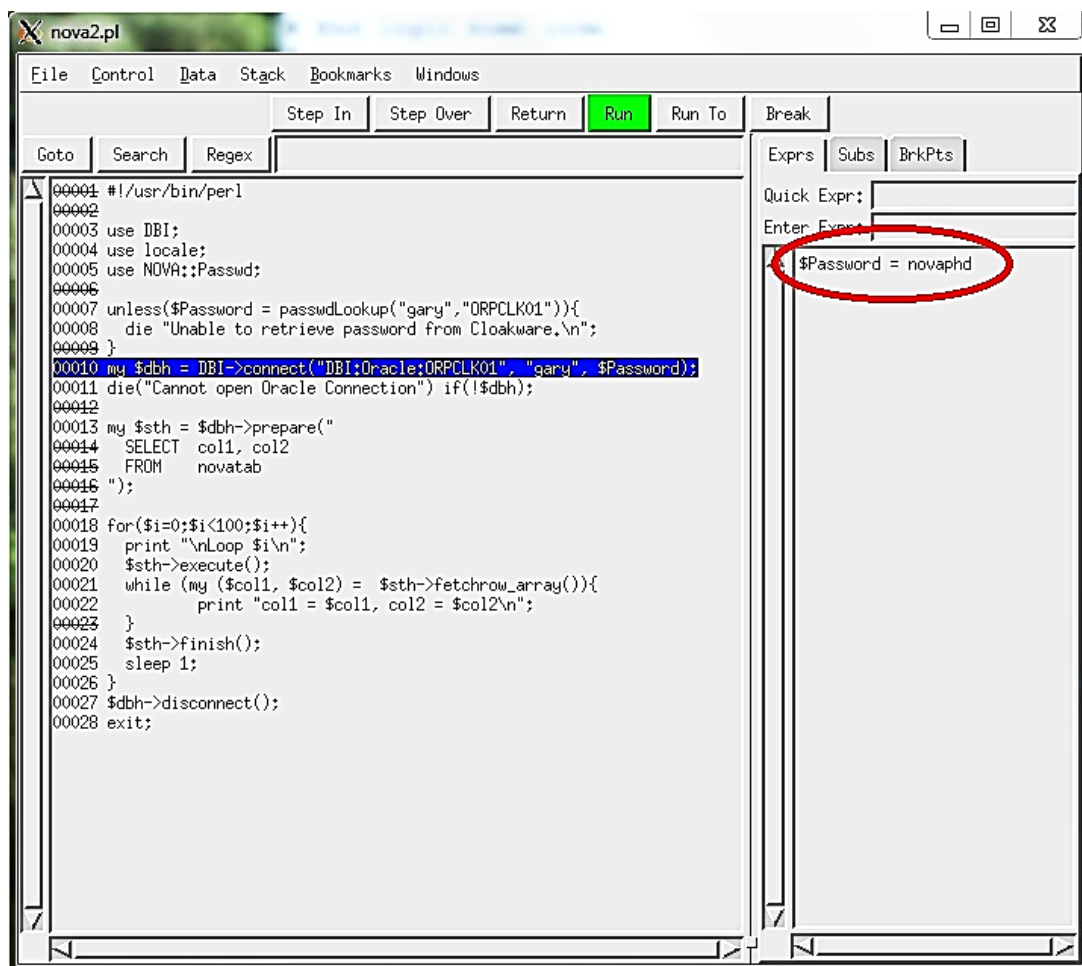 nova2.pl
File Control Data Stack Bookmarks Windows
Step In Step Over Return Run Run To Break
Goto Search Regex
Exprs Subs BrkPts
Quick Expr:
Enter Expr:
$Password = novaphd
00001 #!/usr/bin/perl
00002
00003 use DBI;
00004 use locale;
00005 use NOVA::Passwd;
00006
00007 unless($Password = passwdLookup("gary","ORPCLK01")){
00008   die "Unable to retrieve password from Cloakware.\n";
00009 }
00010 my $dbh = DBI->connect("DBI:Oracle:ORPCLK01", "gary", $Password);
00011 die("Cannot open Oracle Connection") if(!$dbh);
00012
00013 my $sth = $dbh->prepare("
00014   SELECT  col1, col2
00015   FROM    novatab
00016 ");
00017
00018 for($i=0;$i<100;$i++){
00019   print "\nLoop $i\n";
00020   $sth->execute();
00021   while (my ($col1, $col2) =  $sth->fetchrow_array()){
00022           print "col1 = $col1, col2 = $col2\n";
00023   }
00024   $sth->finish();
00025   sleep 1;
00026 }
00027 $dbh->disconnect();
00028 exit;